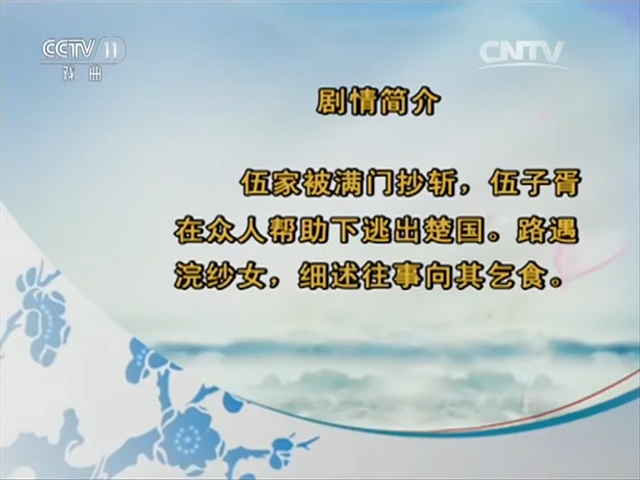 CCTV 11
戏曲
CNTV
剧情简介
伍家被满门抄斩，伍子胥
在众人帮助下逃出楚国。路遇
浣纱女，细述往事向其乞食。